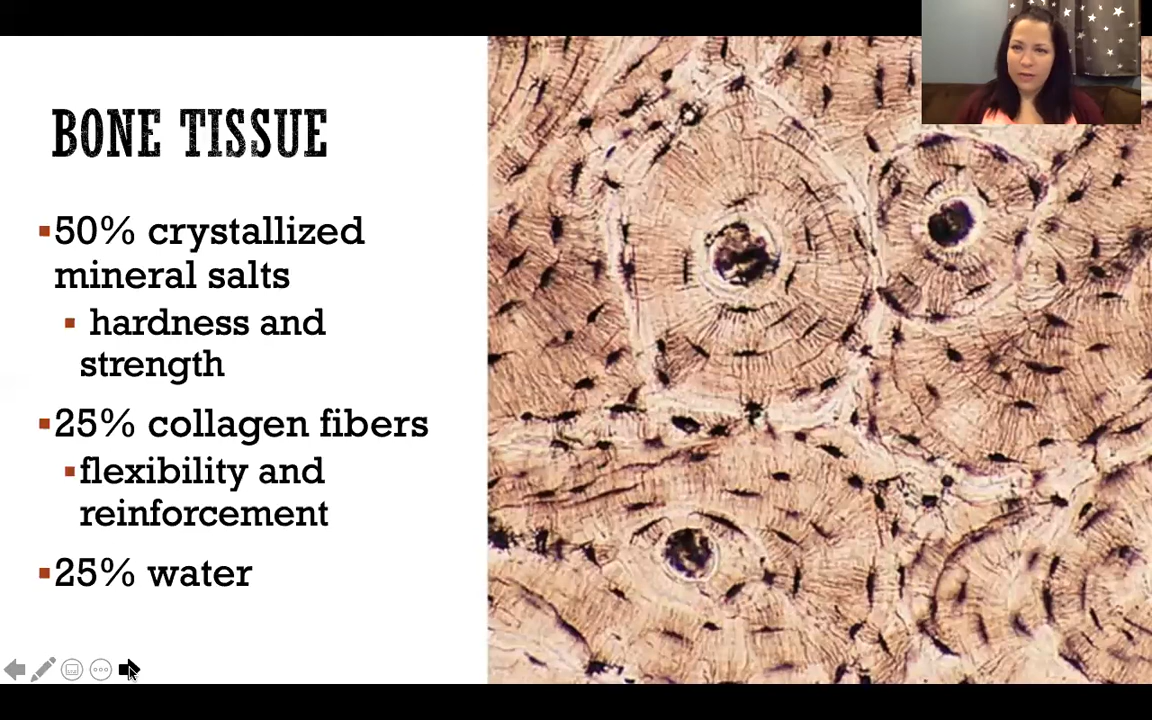 BONE TISSUE
50% crystallized
mineral salts
hardness and
strength
25% collagen fibers
flexibility and
reinforcement
25% water